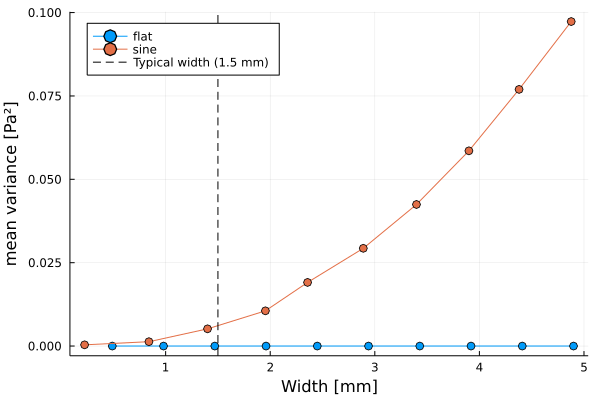 flat
sine
Typical width (1.5 mm)
mean variance [Pa²]
0.100
0.075
0.050
0.025
0.000
1 2 3 4 5
Width [mm]